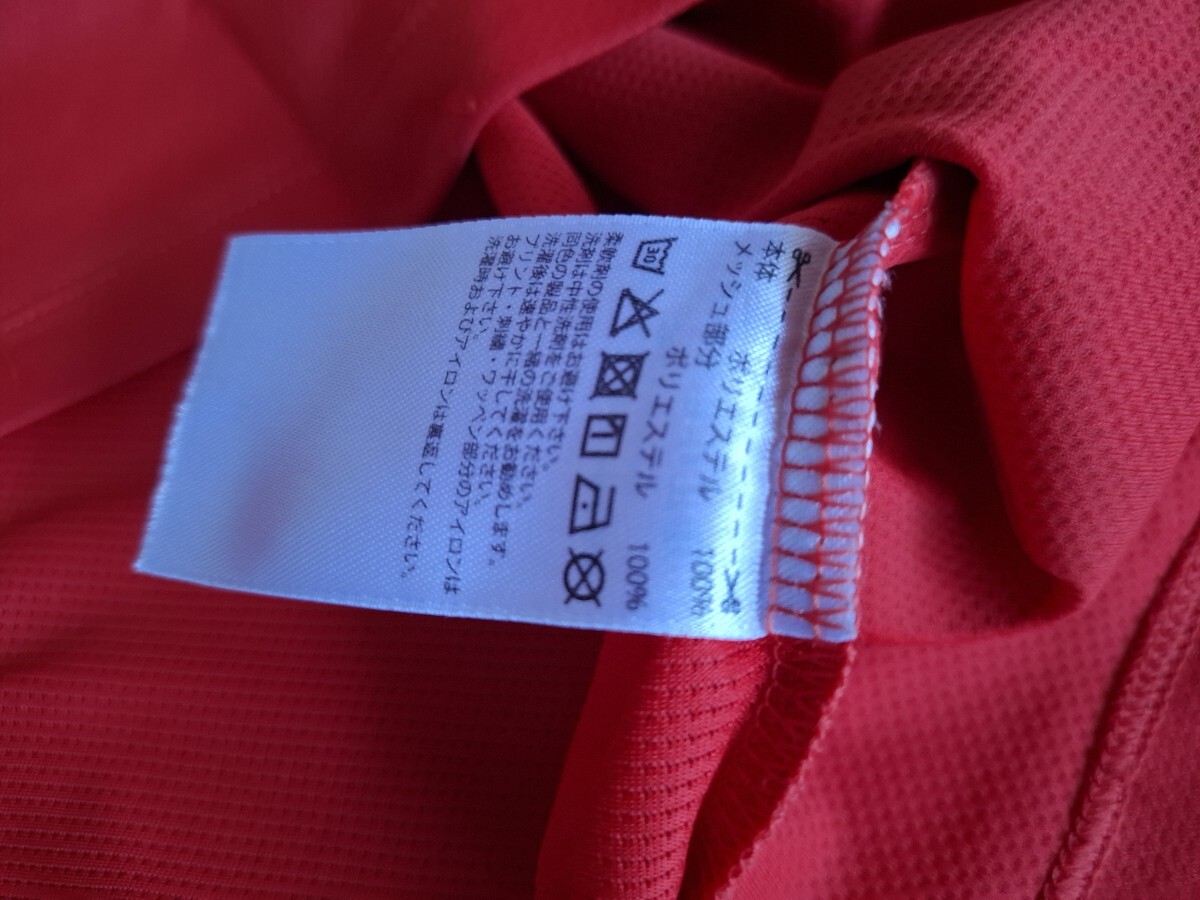 本体 ポリエステル 100%
メッシュ部分 ポリエステル 100%
30
柔軟剤の使用はお避け下さい。
洗剤は中性洗剤をご使用ください。
同色の製品と一緒の洗濯をお勧めします。
洗濯後は速やかに干してください。
プリント・刺繍・ワッペン部分のアイロンは
お避け下さい。
洗濯時およびアイロンは裏返してください。